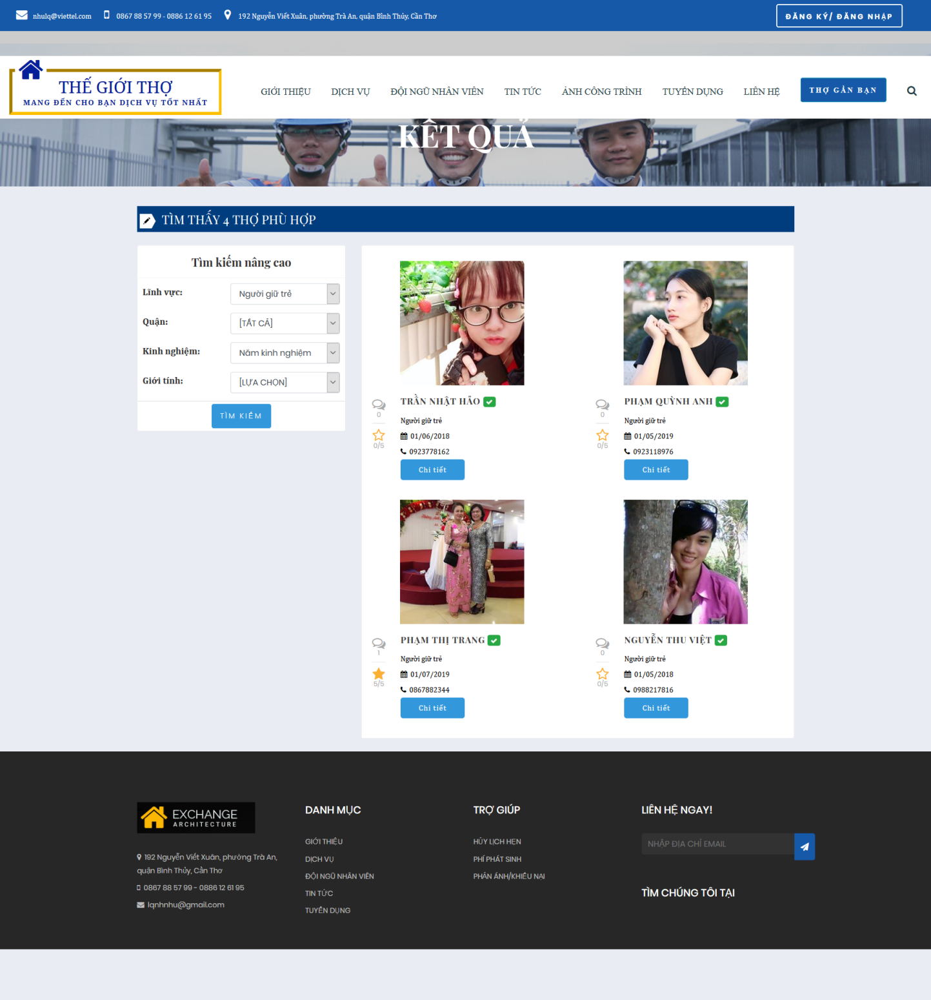 nhulq@viettel.com
0867 88 57 99 - 0886 12 61 95
192 Nguyễn Viết Xuân, phường Trà An, quận Bình Thủy, Cần Thơ
ĐĂNG KÝ/ ĐĂNG NHẬP
THẾ GIỚI THỢ
MANG ĐẾN CHO BẠN DỊCH VỤ TỐT NHẤT
GIỚI THIỆU
DỊCH VỤ
ĐỘI NGŨ NHÂN VIÊN
TIN TỨC
ẢNH CÔNG TRÌNH
TUYỂN DỤNG
LIÊN HỆ
THỢ GẦN BẠN
KẾT QUẢ
TÌM THẤY 4 THỢ PHÙ HỢP
Tìm kiếm nâng cao
Lĩnh vực:
Người giữ trẻ
Quận:
[TẤT CẢ]
Kinh nghiệm:
Năm kinh nghiệm
Giới tính:
[LỰA CHỌN]
TÌM KIẾM
0
0/5
TRẦN NHẬT HẢO
Người giữ trẻ
01/06/2018
0923778162
Chi tiết
0
0/5
PHẠM QUỲNH ANH
Người giữ trẻ
01/05/2019
0923118976
Chi tiết
1
5/5
PHẠM THỊ TRANG
Người giữ trẻ
01/07/2019
0867882344
Chi tiết
0
0/5
NGUYỄN THU VIỆT
Người giữ trẻ
01/05/2018
0988217816
Chi tiết
EXCHANGE
ARCHITECTURE
192 Nguyễn Viết Xuân, phường Trà An,
quận Bình Thủy, Cần Thơ
0867 88 57 99 - 0886 12 61 95
lqnhnhu@gmail.com
DANH MỤC
GIỚI THIỆU
DỊCH VỤ
ĐỘI NGŨ NHÂN VIÊN
TIN TỨC
TUYỂN DỤNG
TRỢ GIÚP
HỦY LỊCH HẸN
PHÍ PHÁT SINH
PHẢN ÁNH/KHIẾU NẠI
LIÊN HỆ NGAY!
NHẬP ĐỊA CHỈ EMAIL
TÌM CHÚNG TÔI TẠI